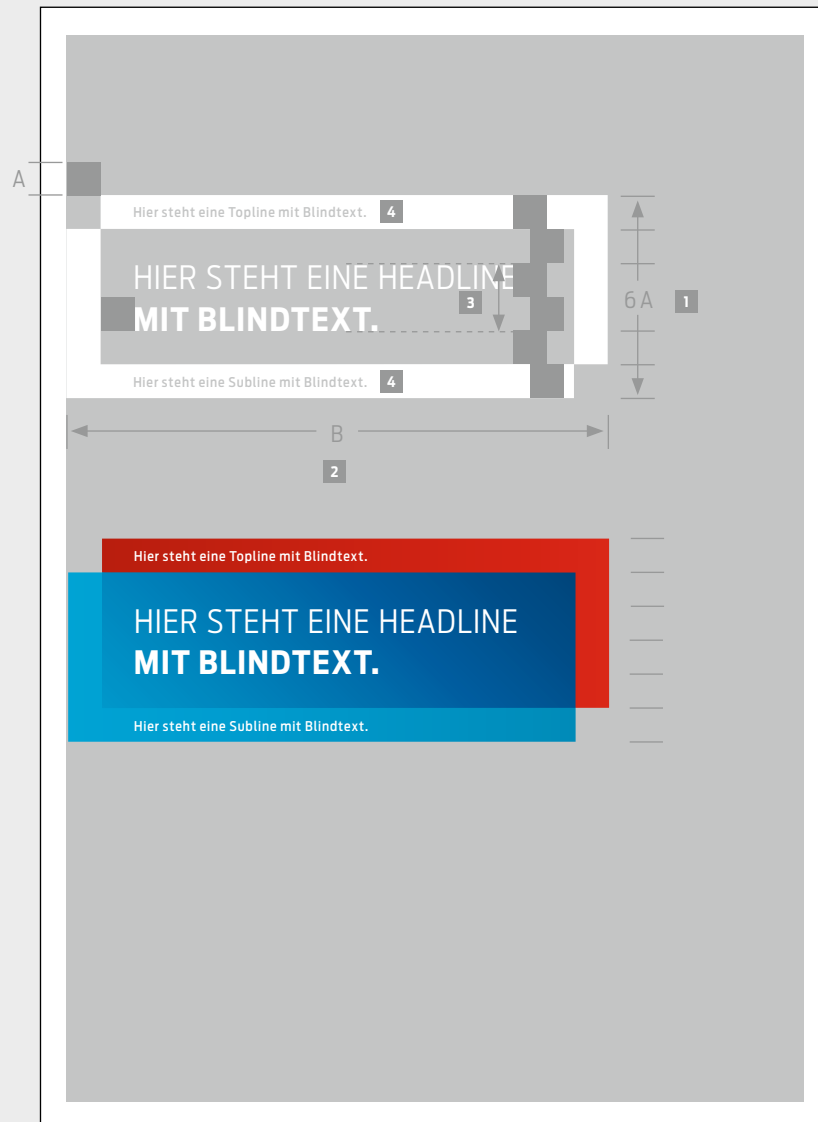 A
Hier steht eine Topline mit Blindtext. 4
HIER STEHT EINE HEADLINE
MIT BLINDTEXT.
3
6A 1
Hier steht eine Subline mit Blindtext. 4
B
2
Hier steht eine Topline mit Blindtext.
HIER STEHT EINE HEADLINE
MIT BLINDTEXT.
Hier steht eine Subline mit Blindtext.